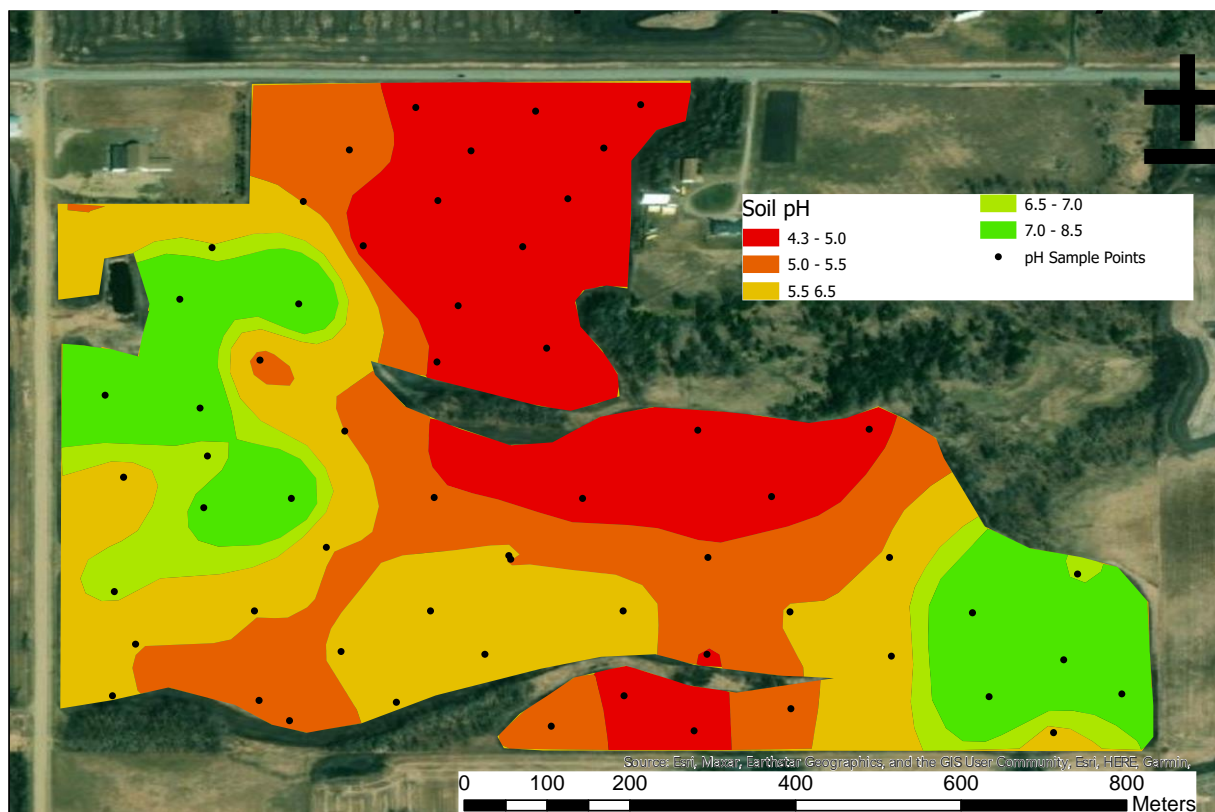 Soil pH
4.3 - 5.0
5.0 - 5.5
5.5 6.5
6.5 - 7.0
7.0 - 8.5
pH Sample Points
Source: Esri, Maxar, Earthstar Geographics, and the GIS User Community, Esri, HERE, Garmin,
0 100 200 400 600 800
Meters